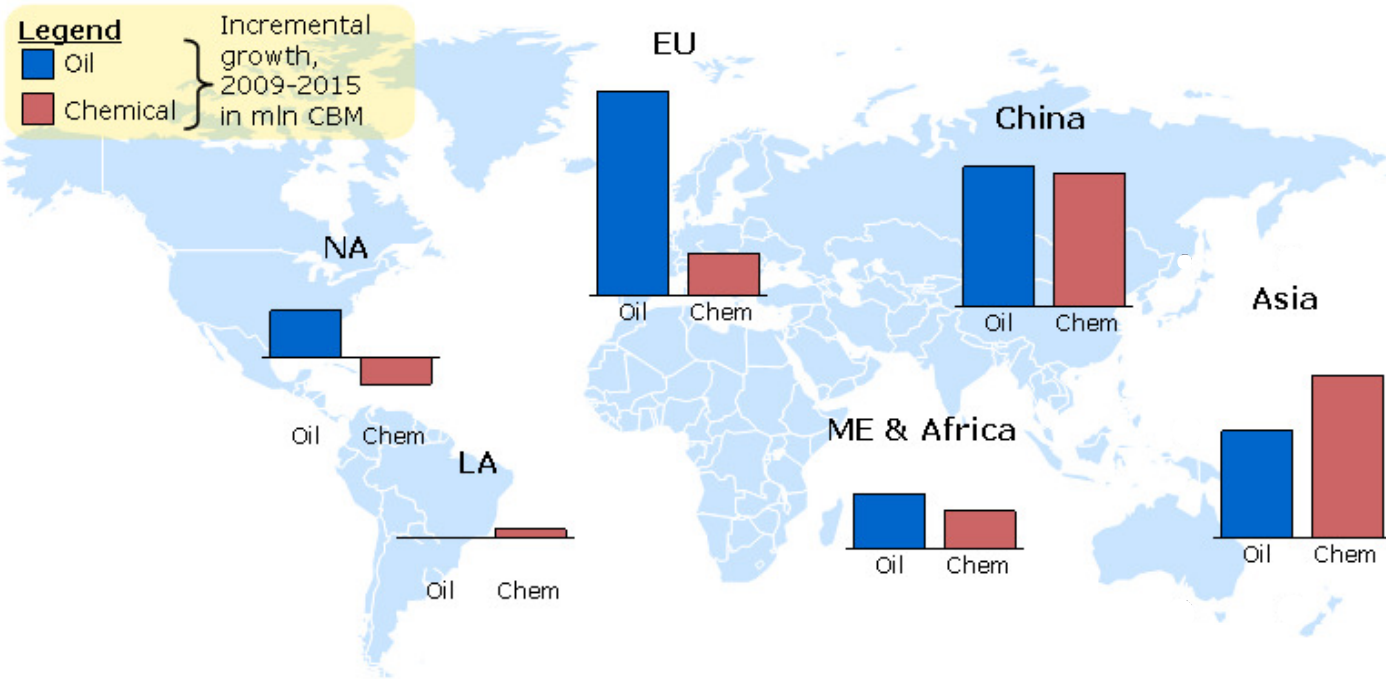 Legend
Oil
Chemical
Incremental
growth,
2009-2015
in mln CBM
EU
Oil Chem
China
Oil Chem
NA
Oil Chem
Asia
Oil Chem
ME & Africa
Oil Chem
LA
Oil Chem